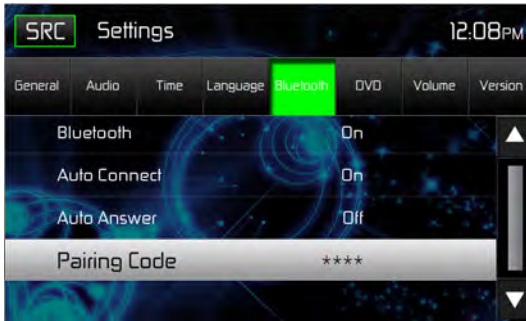 SRC Settings 12:08PM
General Audio Time Language Bluetooth DVD Volume Version
Bluetooth On
Auto Connect On
Auto Answer Off
Pairing Code ****